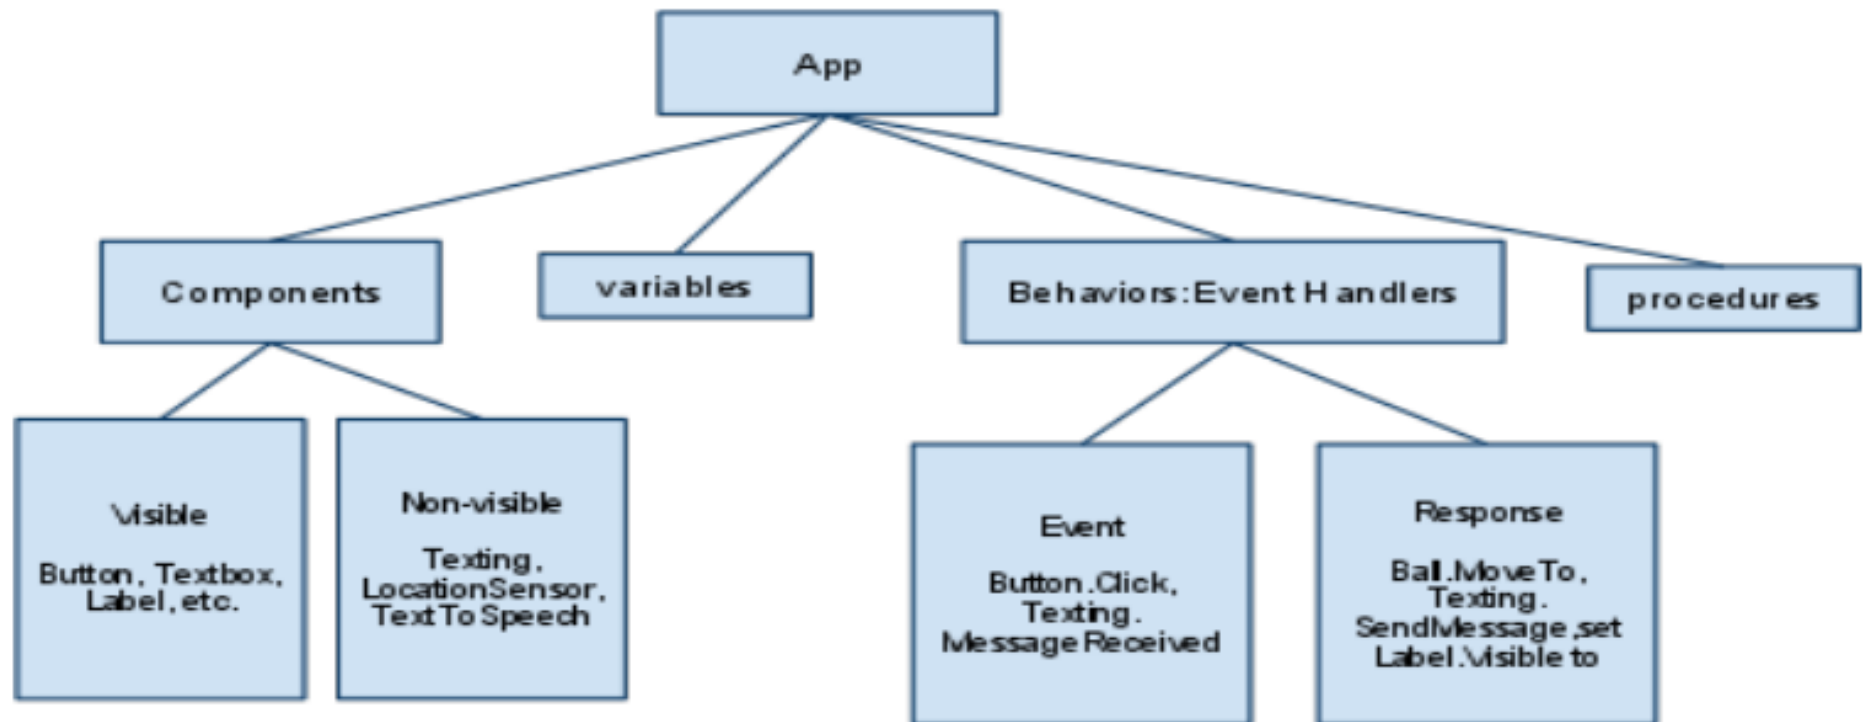 App
Components
variables
Behaviors:Event Handlers
procedures
Visible
Button, Textbox,
Label,etc.
Non-visible
Texting,
LocationSensor,
TextToSpeech
Event
Button.Click,
Texting.
MessageReceived
Response
Ball.MoveTo,
Texting.
SendMessage,set
Label.Visible to